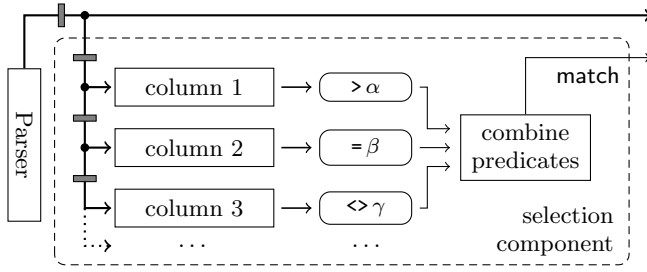 Parser
match
column 1
> α
column 2
= β
combine
predicates
column 3
<> γ
selection
component
· · ·
· · ·